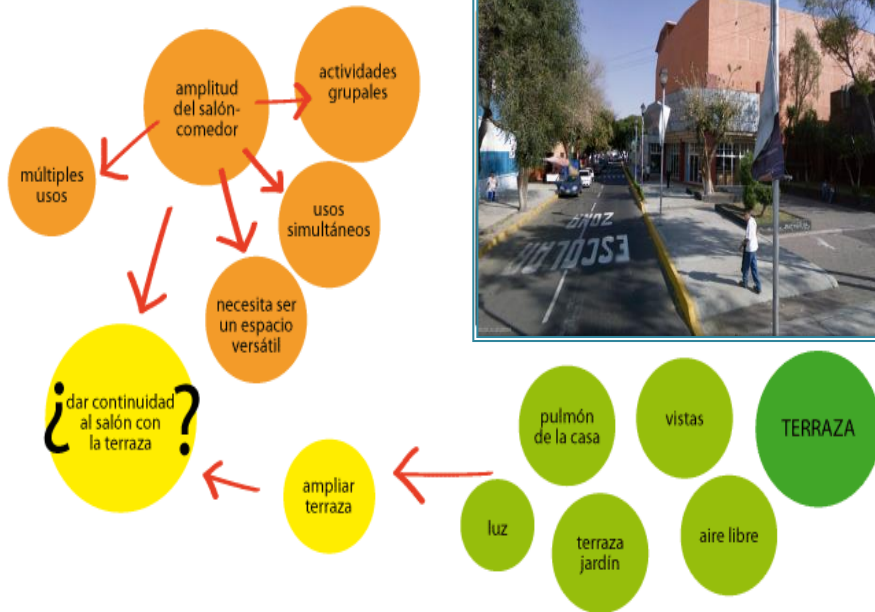 amplitud
del salón-
comedor
actividades
grupales
múltiples
usos
usos
simultáneos
necesita ser
un espacio
versátil
¿dar continuidad
al salón con
la terraza?
ampliar
terraza
pulmón
de la casa
vistas
TERRAZA
luz
terraza
jardín
aire libre
ESCOLAR
ZONA